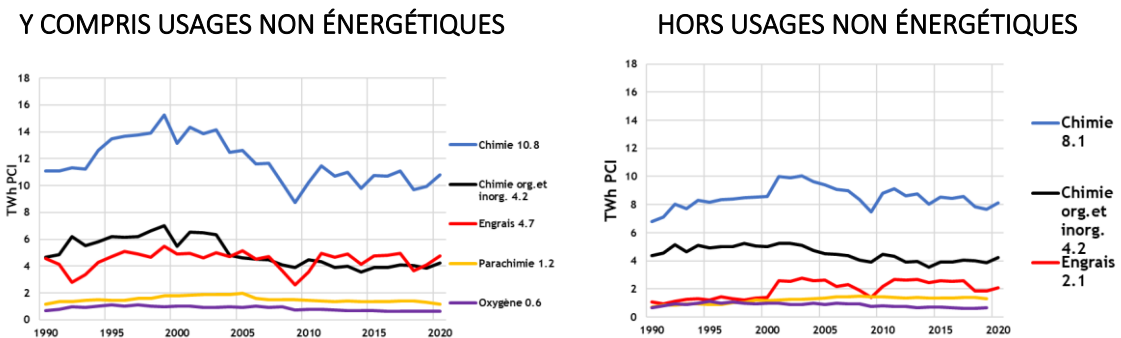 Y COMPRIS USAGES NON ÉNERGÉTIQUES
TWh PCI
18
16
14
12
10
8
6
4
2
0
1990 1995 2000 2005 2010 2015 2020
Chimie 10.8
Chimie org.et
inorg. 4.2
Engrais 4.7
Parachimie 1.2
Oxygène 0.6
HORS USAGES NON ÉNERGÉTIQUES
TWh PCI
18
16
14
12
10
8
6
4
2
0
1990 1995 2000 2005 2010 2015 2020
Chimie
8.1
Chimie
org.et
inorg.
4.2
Engrais
2.1